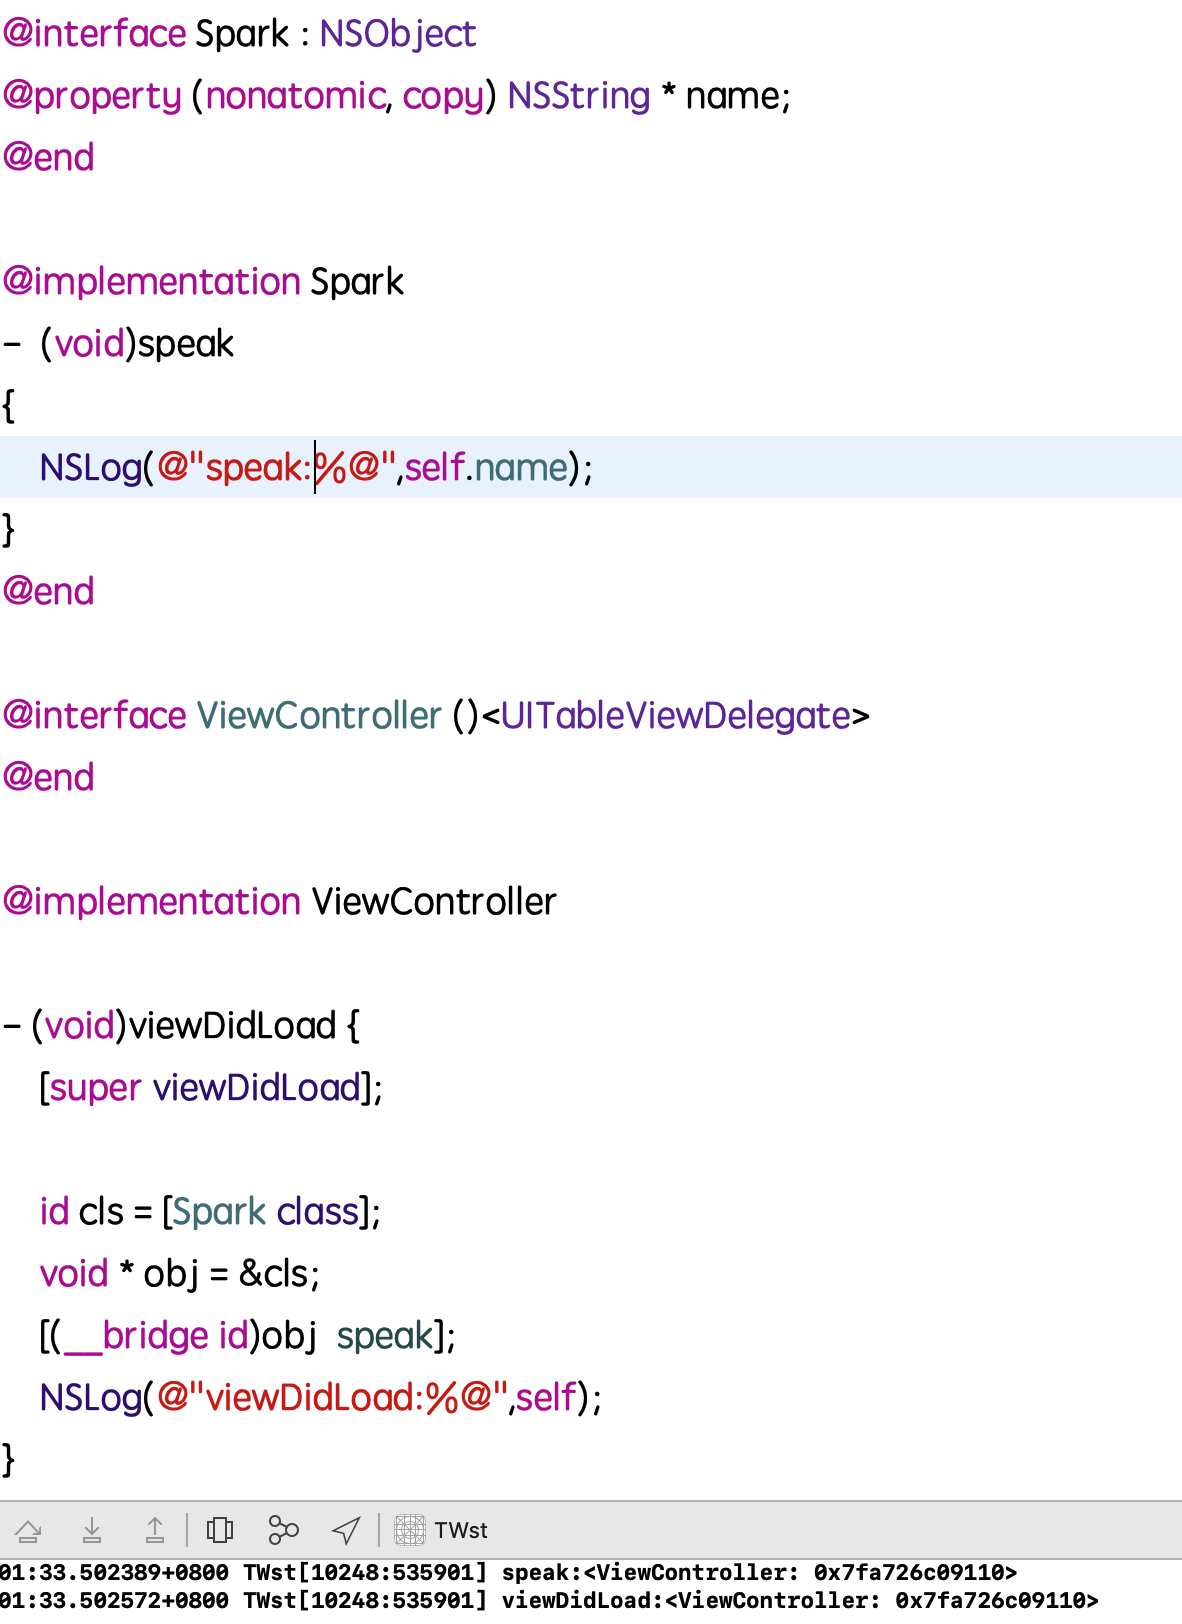 @interface Spark : NSObject
@property (nonatomic, copy) NSString * name;
@end
@implementation Spark
- (void)speak
{
NSLog(@"speak:%@",self.name);
}
@end
@interface ViewController ()<UITableViewDelegate>
@end
@implementation ViewController
- (void)viewDidLoad {
[super viewDidLoad];
id cls = [Spark class];
void * obj = &cls;
[(__bridge id)obj  speak];
NSLog(@"viewDidLoad:%@",self);
}
TWst
01:33.502389+0800 TWst[10248:535901] speak:<ViewController: 0x7fa726c09110>
01:33.502572+0800 TWst[10248:535901] viewDidLoad:<ViewController: 0x7fa726c09110>